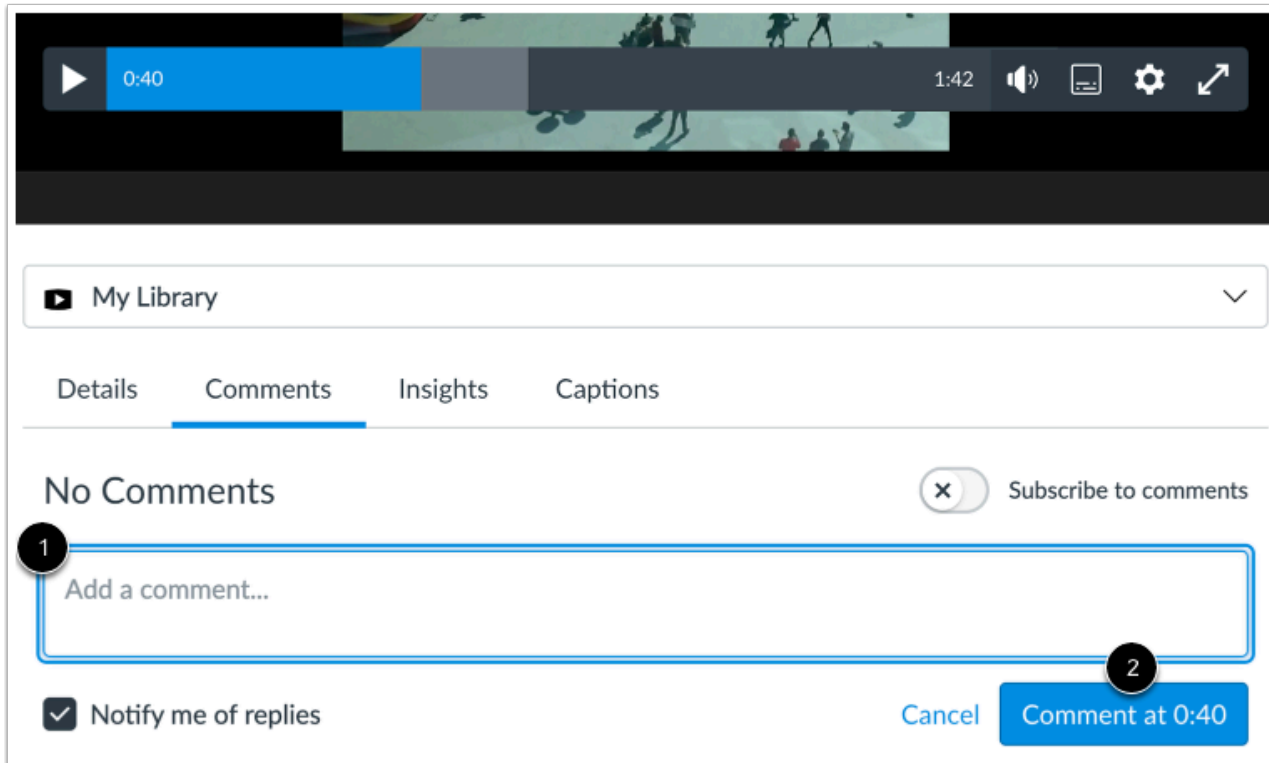 0:40 1:42
My Library
Details Comments Insights Captions
No Comments Subscribe to comments
1
Add a comment...
2
Notify me of replies Cancel Comment at 0:40